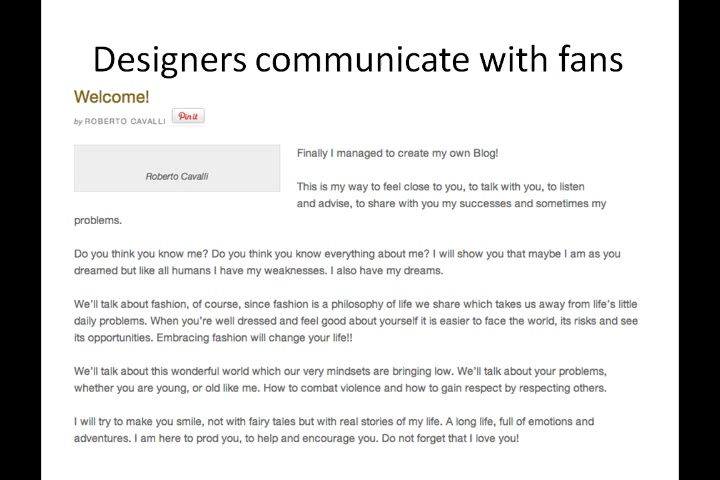 Designers communicate with fans
Welcome!
by ROBERTO CAVALLI Pin it
Roberto Cavalli
Finally I managed to create my own Blog!
This is my way to feel close to you, to talk with you, to listen
and advise, to share with you my successes and sometimes my
problems.
Do you think you know me? Do you think you know everything about me? I will show you that maybe I am as you
dreamed but like all humans I have my weaknesses. I also have my dreams.
We'll talk about fashion, of course, since fashion is a philosophy of life we share which takes us away from life's little
daily problems. When you're well dressed and feel good about yourself it is easier to face the world, its risks and see
its opportunities. Embracing fashion will change your life!!
We'll talk about this wonderful world which our very mindsets are bringing low. We'll talk about your problems,
whether you are young, or old like me. How to combat violence and how to gain respect by respecting others.
I will try to make you smile, not with fairy tales but with real stories of my life. A long life, full of emotions and
adventures. I am here to prod you, to help and encourage you. Do not forget that I love you!